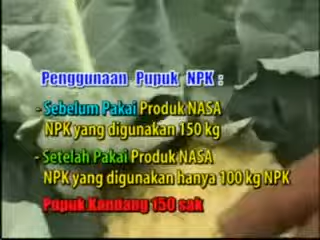 Penggunaan Pupuk NPK :
- Sebelum Pakai Produk NASA
NPK yang digunakan 150 kg
- Setelah Pakai Produk NASA
NPK yang digunakan hanya 100 kg NPK
Pupuk Kandang 150 sak